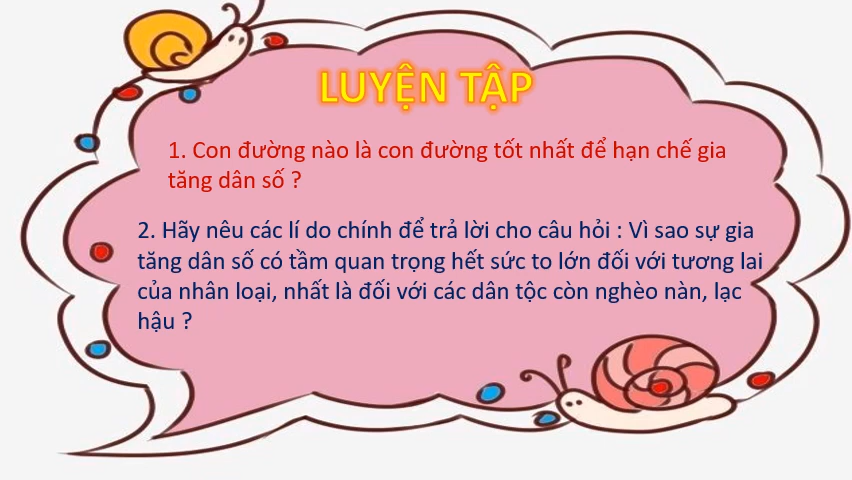 LUYỆN TẬP
1. Con đường nào là con đường tốt nhất để hạn chế gia
tăng dân số ?
2. Hãy nêu các lí do chính để trả lời cho câu hỏi : Vì sao sự gia
tăng dân số có tầm quan trọng hết sức to lớn đối với tương lai
của nhân loại, nhất là đối với các dân tộc còn nghèo nàn, lạc
hậu ?